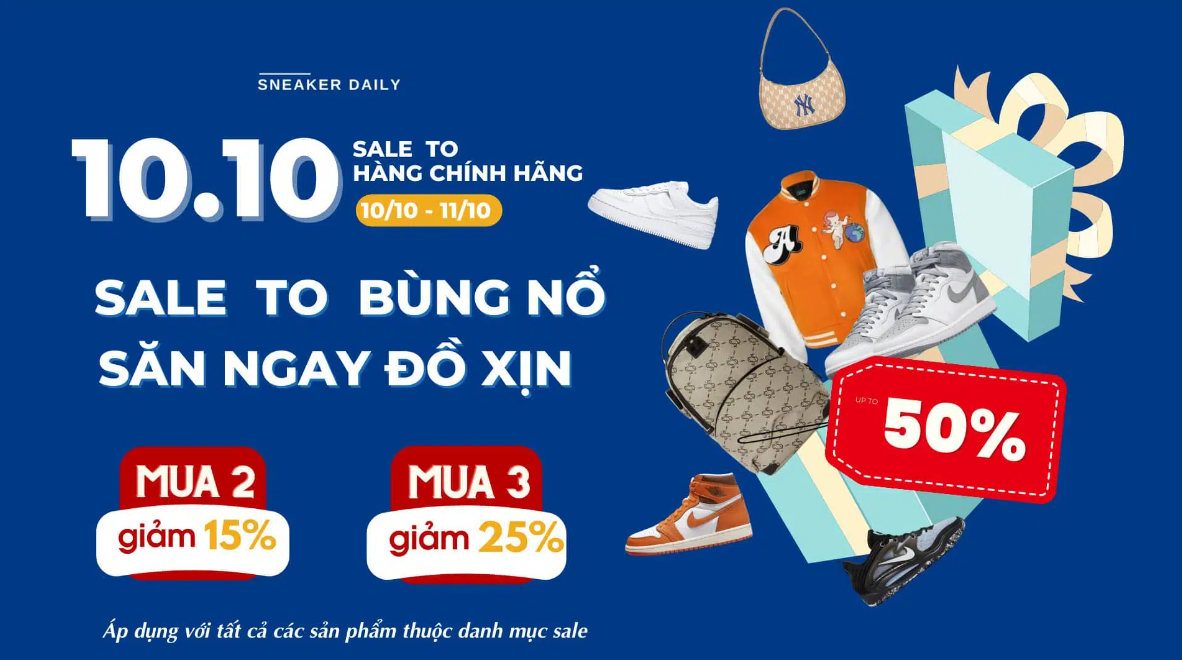 SNEAKER DAILY
10.10
SALE TO
HÀNG CHÍNH HÃNG
10/10 - 11/10
SALE TO BÙNG NỔ
SĂN NGAY ĐỒ XỊN
MUA 2
giảm 15%
MUA 3
giảm 25%
Áp dụng với tất cả các sản phẩm thuộc danh mục sale
NY
A
UP TO
50%